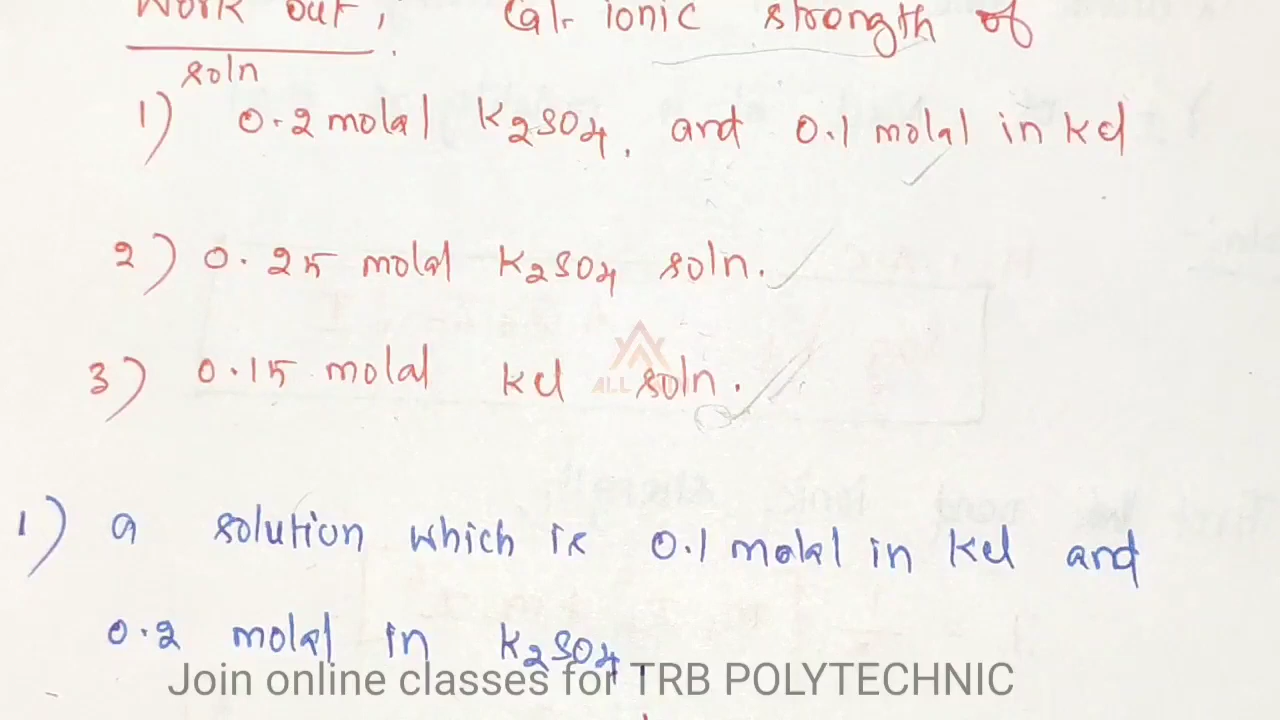 Work out : Cal. ionic strength of
soln
1) 0.2 molal K2SO4, and 0.1 molal in Kcl
2) 0.25 molal K2SO4 soln.
3) 0.15 molal kcl soln.
ALL
1) a solution which is 0.1 molal in Kcl and
0.2 molal in K2SO4.
Join online classes for TRB POLYTECHNIC